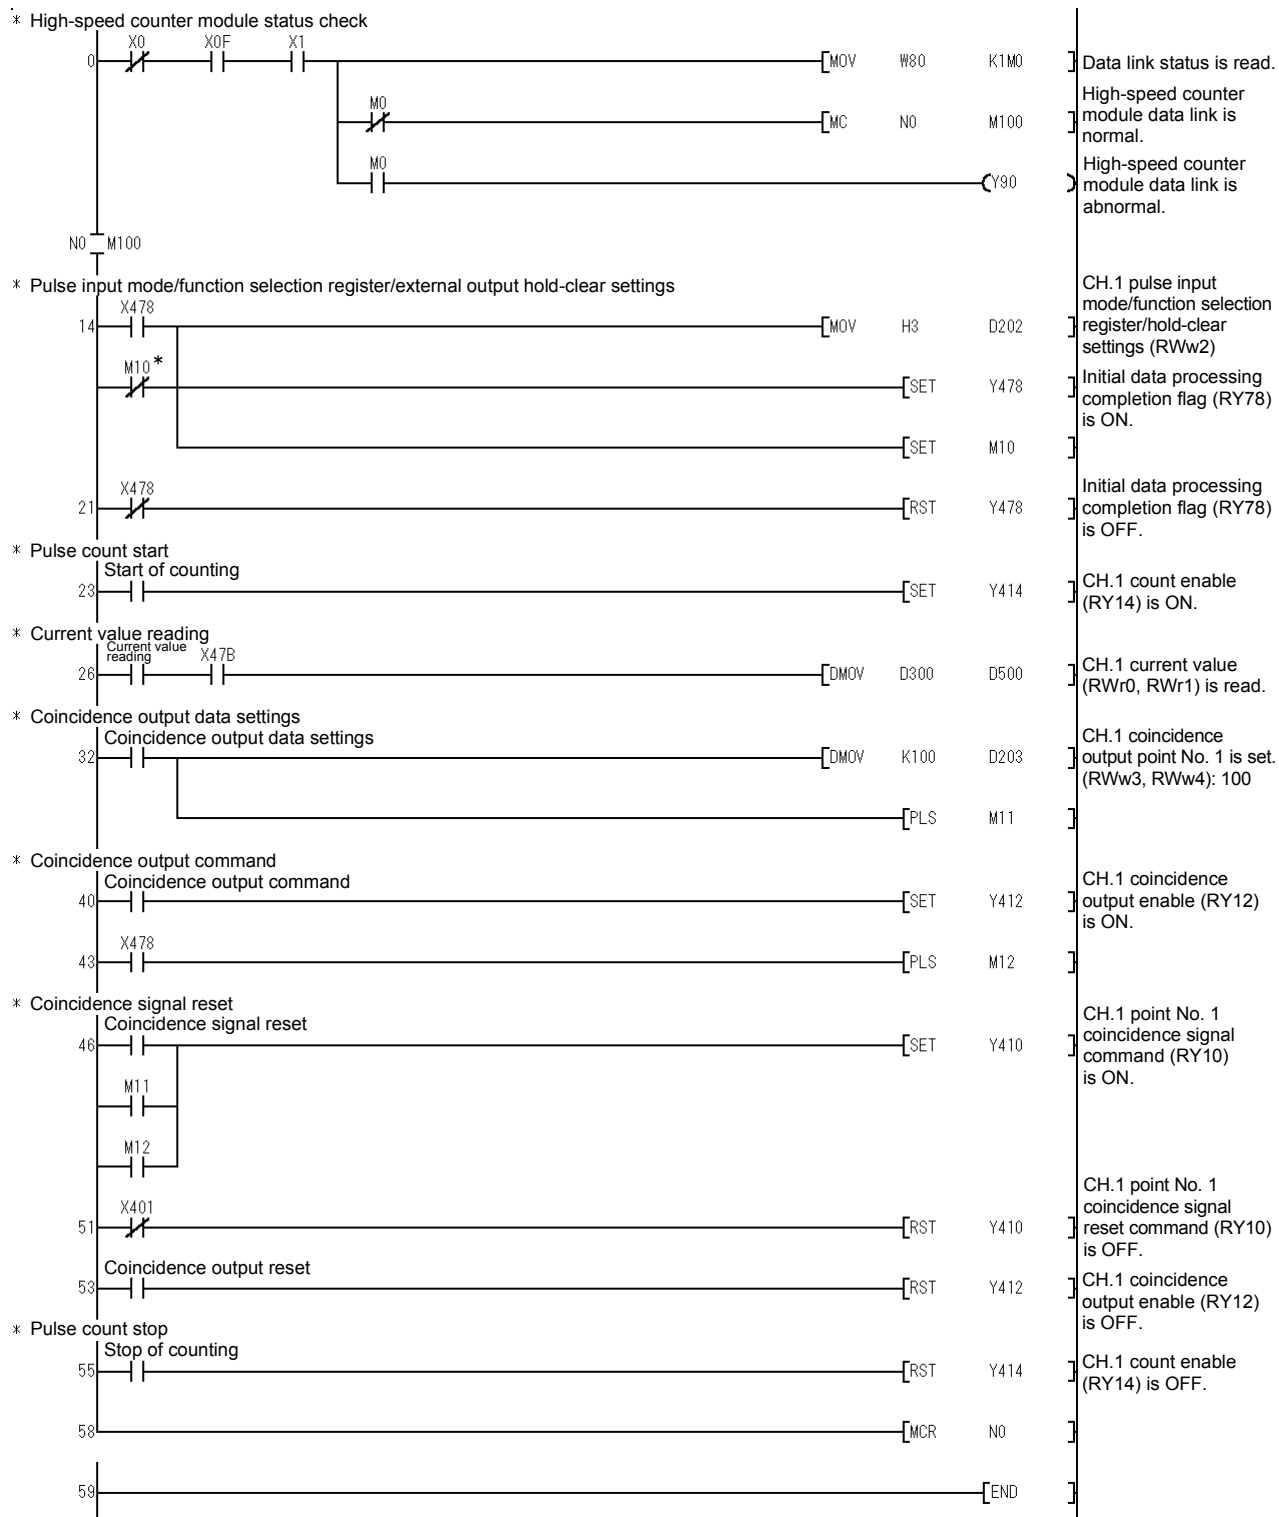 * High-speed counter module status check
X0 X0F X1
0 MOV W80 K1M0 Data link status is read.
M0
MC N0 M100
High-speed counter
module data link is
normal.
M0
Y90
High-speed counter
module data link is
abnormal.
N0 M100
* Pulse input mode/function selection register/external output hold-clear settings
X478
14 MOV H3 D202
CH.1 pulse input
mode/function selection
register/hold-clear
settings (RWw2)
M10 *
SET Y478
Initial data processing
completion flag (RY78)
is ON.
SET M10
X478
21 RST Y478
Initial data processing
completion flag (RY78)
is OFF.
* Pulse count start
Start of counting
23 SET Y414
CH.1 count enable
(RY14) is ON.
* Current value reading
Current value
reading
X47B
26 DMOV D300 D500
CH.1 current value
(RWr0, RWr1) is read.
* Coincidence output data settings
Coincidence output data settings
32 DMOV K100 D203
CH.1 coincidence
output point No. 1 is set.
(RWw3, RWw4): 100
PLS M11
* Coincidence output command
Coincidence output command
40 SET Y412
CH.1 coincidence
output enable (RY12)
is ON.
X478
43 PLS M12
* Coincidence signal reset
Coincidence signal reset
46 SET Y410
CH.1 point No. 1
coincidence signal
command (RY10)
is ON.
M11
M12
X401
51 RST Y410
CH.1 point No. 1
coincidence signal
reset command (RY10)
is OFF.
Coincidence output reset
53 RST Y412
CH.1 coincidence
output enable (RY12)
is OFF.
* Pulse count stop
Stop of counting
55 RST Y414
CH.1 count enable
(RY14) is OFF.
58 MCR N0
59 END